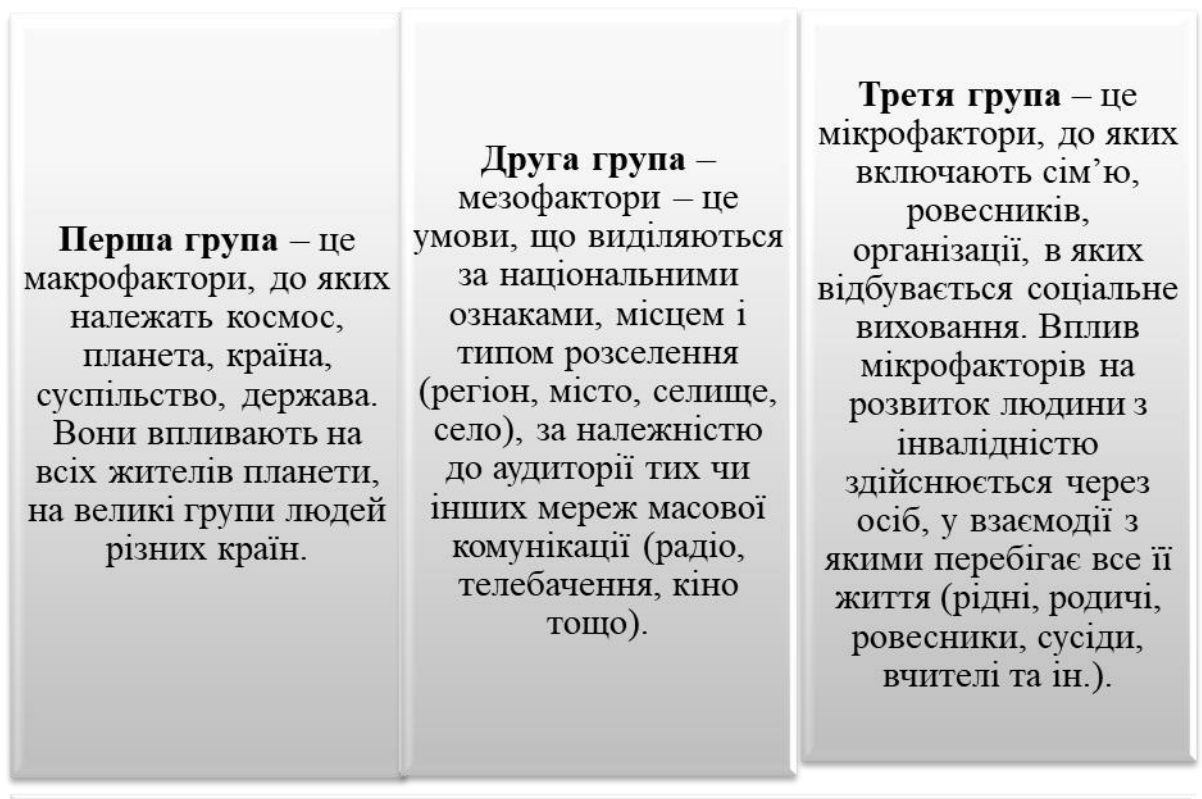 Перша група – це
макрофактори, до яких
належать космос,
планета, країна,
суспільство, держава.
Вони впливають на
всіх жителів планети,
на великі групи людей
різних країн.
Друга група –
мезофактори – це
умови, що виділяються
за національними
ознаками, місцем і
типом розселення
(регіон, місто, селище,
село), за належністю
до аудиторії тих чи
інших мереж масової
комунікації (радіо,
телебачення, кіно
тощо).
Третя група – це
мікрофактори, до яких
включають сім’ю,
ровесників,
організації, в яких
відбувається соціальне
виховання. Вплив
мікрофакторів на
розвиток людини з
інвалідністю
здійснюється через
осіб, у взаємодії з
якими перебігає все її
життя (рідні, родичі,
ровесники, сусіди,
вчителі та ін.).